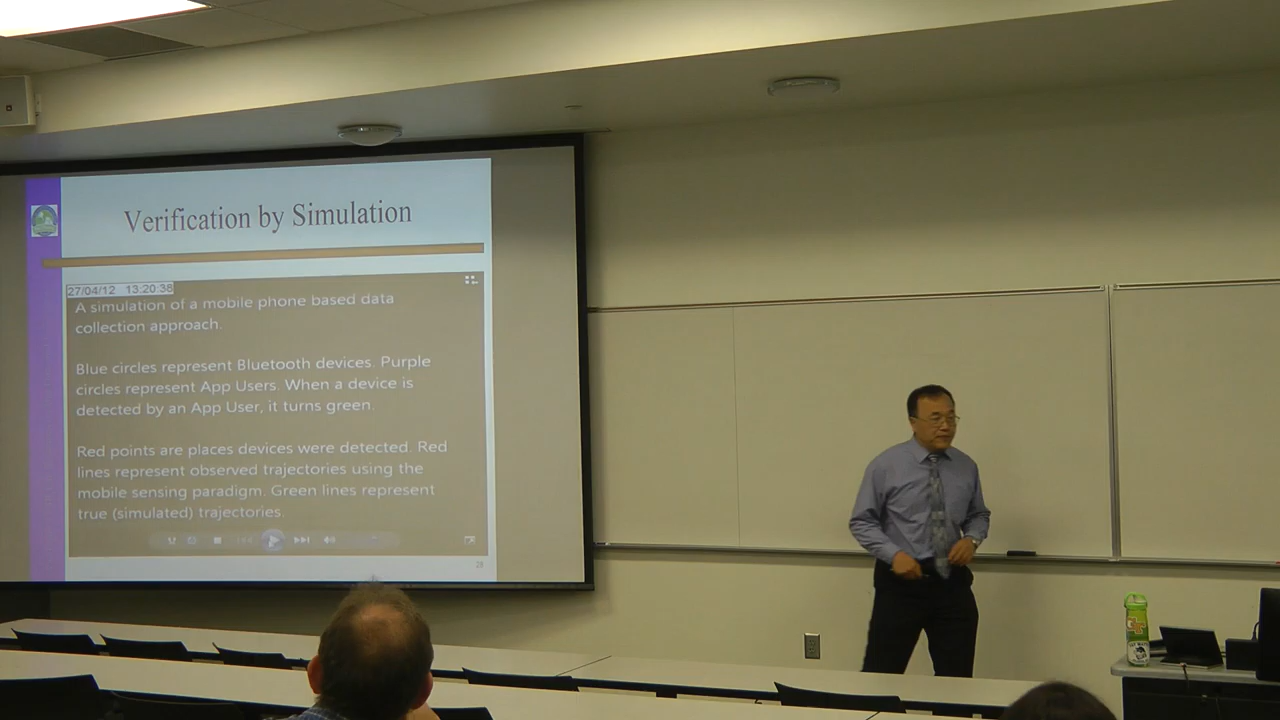 Verification by Simulation
27/04/12 13:20:38
A simulation of a mobile phone based data
collection approach.
Blue circles represent Bluetooth devices. Purple
circles represent App Users. When a device is
detected by an App User, it turns green.
Red points are places devices were detected. Red
lines represent observed trajectories using the
mobile sensing paradigm. Green lines represent
true (simulated) trajectories.
28